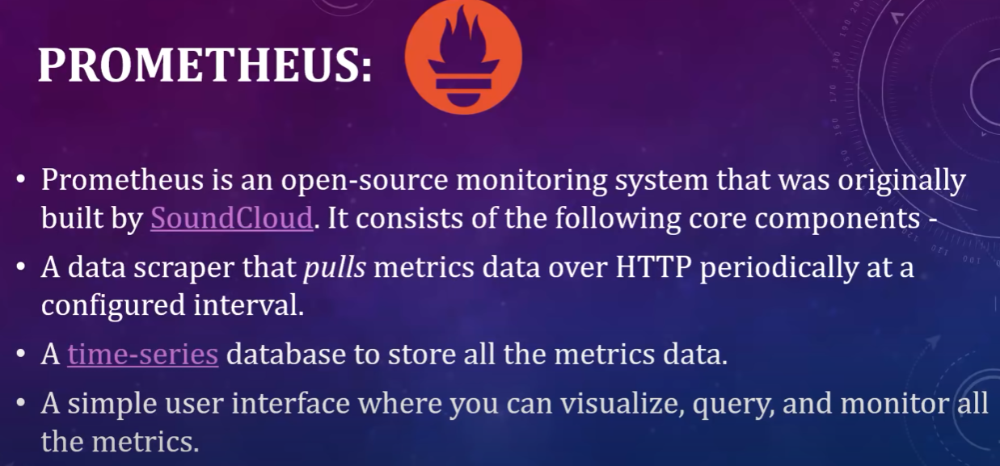 PROMETHEUS:
• Prometheus is an open-source monitoring system that was originally
built by SoundCloud. It consists of the following core components -
• A data scraper that pulls metrics data over HTTP periodically at a
configured interval.
• A time-series database to store all the metrics data.
• A simple user interface where you can visualize, query, and monitor all
the metrics.